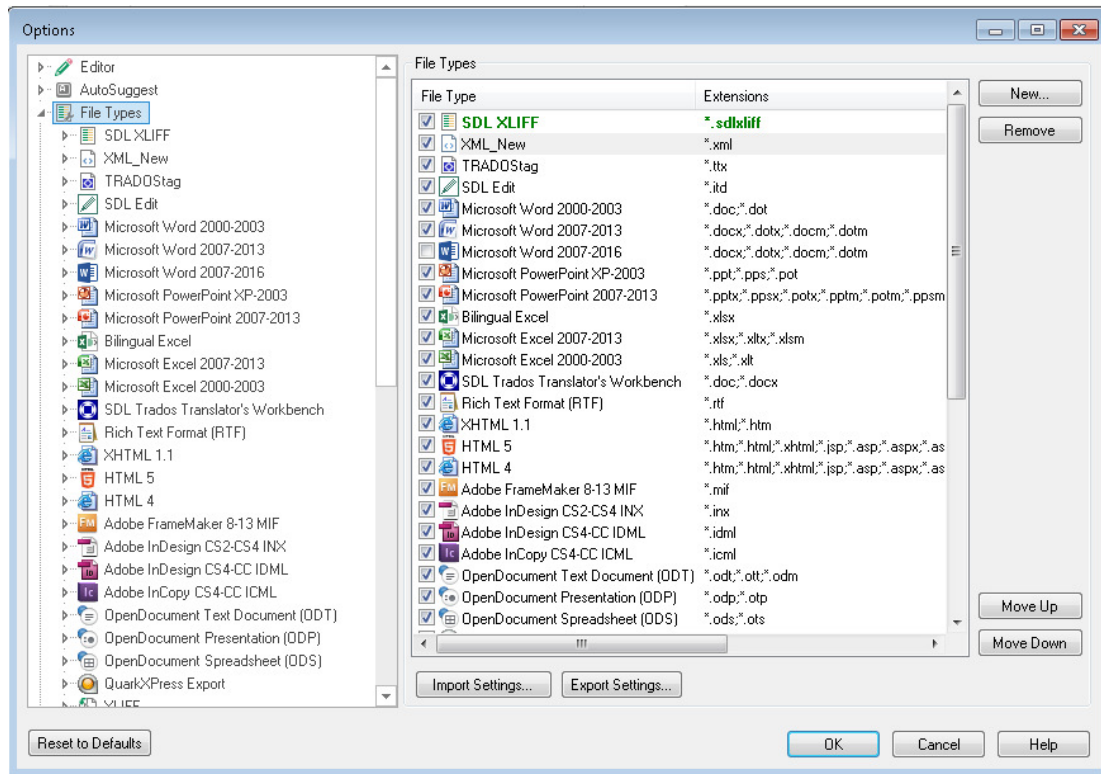 Options
Editor
AutoSuggest
File Types
SDL XLIFF
XML_New
TRADOStag
SDL Edit
Microsoft Word 2000-2003
Microsoft Word 2007-2013
Microsoft Word 2007-2016
Microsoft PowerPoint XP-2003
Microsoft PowerPoint 2007-2013
Bilingual Excel
Microsoft Excel 2007-2013
Microsoft Excel 2000-2003
SDL Trados Translator's Workbench
Rich Text Format (RTF)
XHTML 1.1
HTML 5
HTML 4
Adobe FrameMaker 8-13 MIF
Adobe InDesign CS2-CS4 INX
Adobe InDesign CS4-CC IDML
Adobe InCopy CS4-CC ICML
OpenDocument Text Document (ODT)
OpenDocument Presentation (ODP)
OpenDocument Spreadsheet (ODS)
QuarkXPress Export
XLIFF
File Types
File Type Extensions
SDL XLIFF *.sdlxliff
XML_New *.xml
TRADOStag *.ttx
SDL Edit *.itd
Microsoft Word 2000-2003 *.doc;*.dot
Microsoft Word 2007-2013 *.docx;*.dotx;*.docm;*.dotm
Microsoft Word 2007-2016 *.docx;*.dotx;*.docm;*.dotm
Microsoft PowerPoint XP-2003 *.ppt;*.pps;*.pot
Microsoft PowerPoint 2007-2013 *.pptx;*.ppsx;*.potx;*.pptm;*.potm;*.ppsm
Bilingual Excel *.xlsx
Microsoft Excel 2007-2013 *.xlsx;*.xltx;*.xlsm
Microsoft Excel 2000-2003 *.xls;*.xlt
SDL Trados Translator's Workbench *.doc;*.docx
Rich Text Format (RTF) *.rtf
XHTML 1.1 *.html;*.htm
HTML 5 *.htm;*.html;*.xhtml;*.jsp;*.asp;*.aspx;*.as
HTML 4 *.htm;*.html;*.xhtml;*.jsp;*.asp;*.aspx;*.as
Adobe FrameMaker 8-13 MIF *.mif
Adobe InDesign CS2-CS4 INX *.inx
Adobe InDesign CS4-CC IDML *.idml
Adobe InCopy CS4-CC ICML *.icml
OpenDocument Text Document (ODT) *.odt;*.ott;*.odm
OpenDocument Presentation (ODP) *.odp;*.otp
OpenDocument Spreadsheet (ODS) *.ods;*.ots
New...
Remove
Move Up
Move Down
Import Settings...
Export Settings...
Reset to Defaults
OK
Cancel
Help